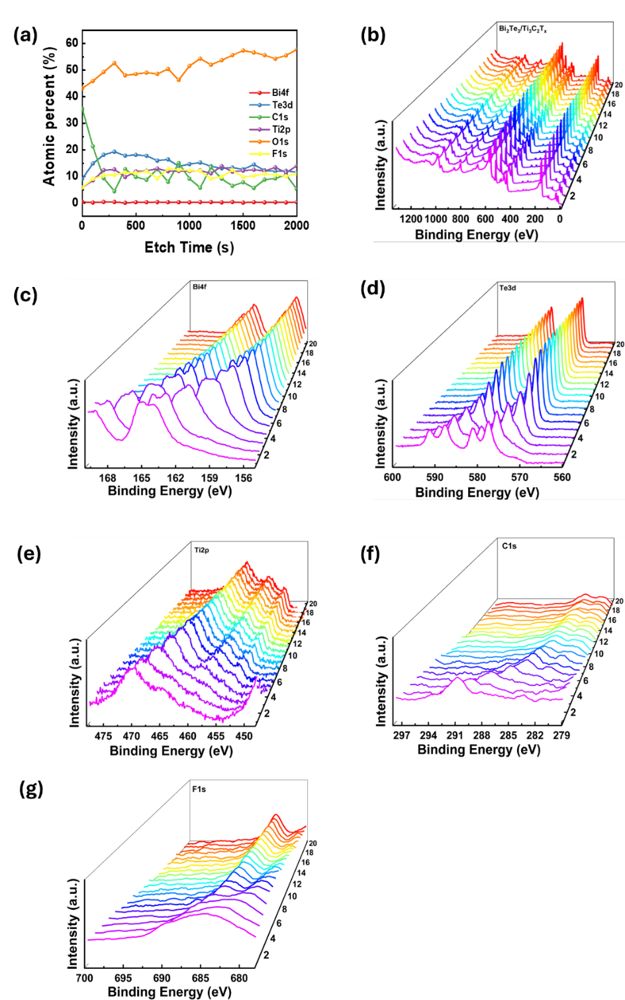 (a)
Atomic percent (%)
60
50
40
30
20
10
0
Bi4f
Te3d
C1s
Ti2p
O1s
F1s
0 500 1000 1500 2000
Etch Time (s)
(b)
Bi₂Te₃/Ti₃C₂Tₓ
Intensity (a.u.)
20
18
16
14
12
10
8
6
4
2
1200 1000 800 600 400 200 0
Binding Energy (eV)
(c)
Bi4f
Intensity (a.u.)
20
18
16
14
12
10
8
6
4
2
168 165 162 159 156
Binding Energy (eV)
(d)
Te3d
Intensity (a.u.)
20
18
16
14
12
10
8
6
4
2
600 590 580 570 560
Binding Energy (eV)
(e)
Ti2p
Intensity (a.u.)
20
18
16
14
12
10
8
6
4
2
475 470 465 460 455 450
Binding Energy (eV)
(f)
C1s
Intensity (a.u.)
20
18
16
14
12
10
8
6
4
2
297 294 291 288 285 282 279
Binding Energy (eV)
(g)
F1s
Intensity (a.u.)
20
18
16
14
12
10
8
6
4
2
700 695 690 685 680
Binding Energy (eV)